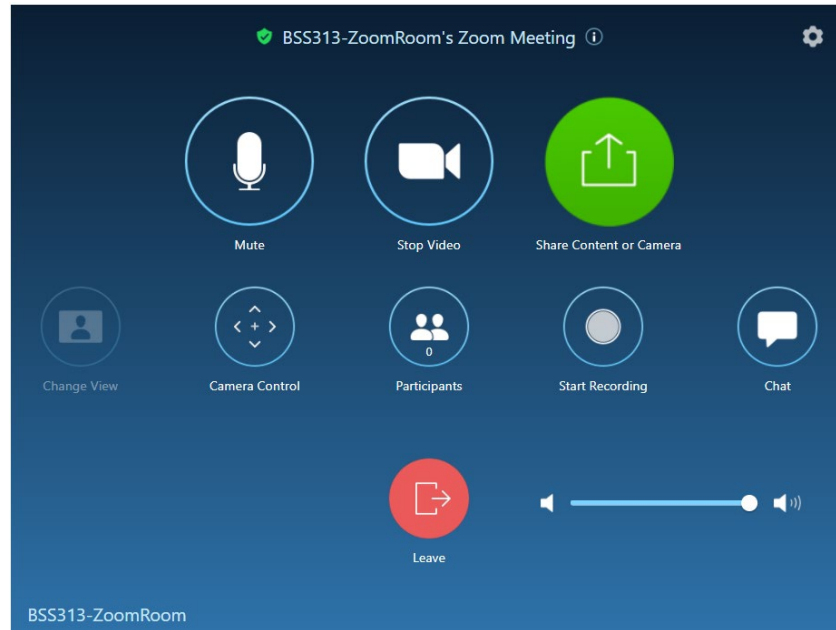 BSS313-ZoomRoom's Zoom Meeting
Mute
Stop Video
Share Content or Camera
0
Change View
Camera Control
Participants
Start Recording
Chat
Leave
BSS313-ZoomRoom